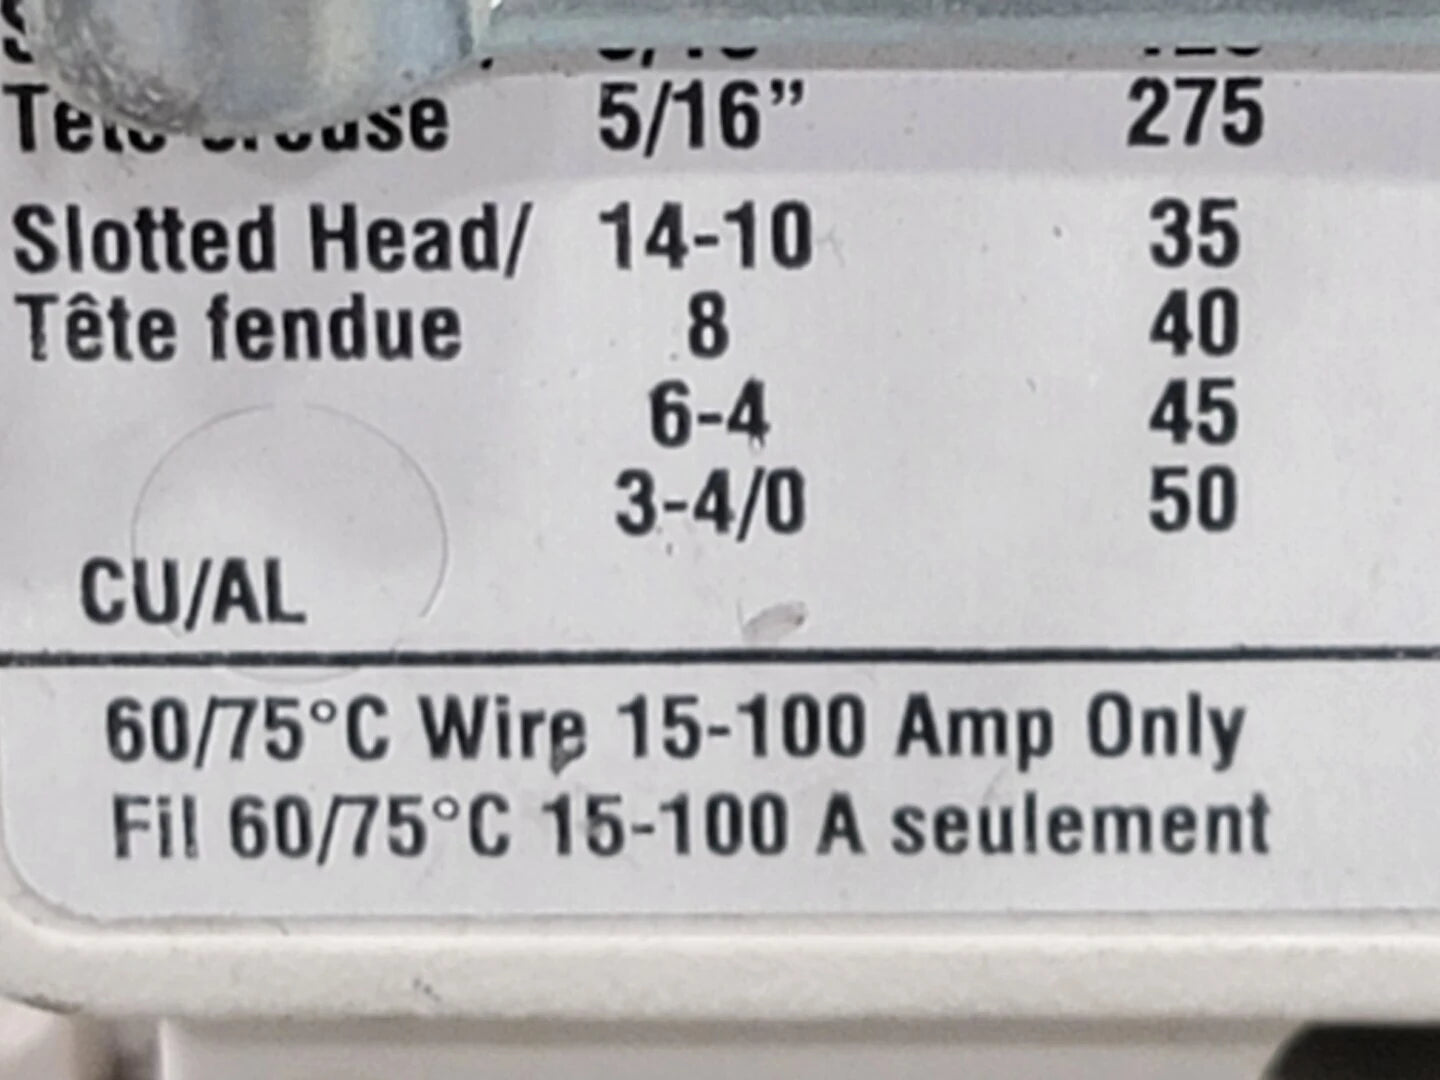 5/16” 275
Slotted Head/ 14-10 35
Tête fendue 8 40
6-4 45
3-4/0 50
CU/AL
60/75°C Wire 15-100 Amp Only
Fil 60/75°C 15-100 A seulement